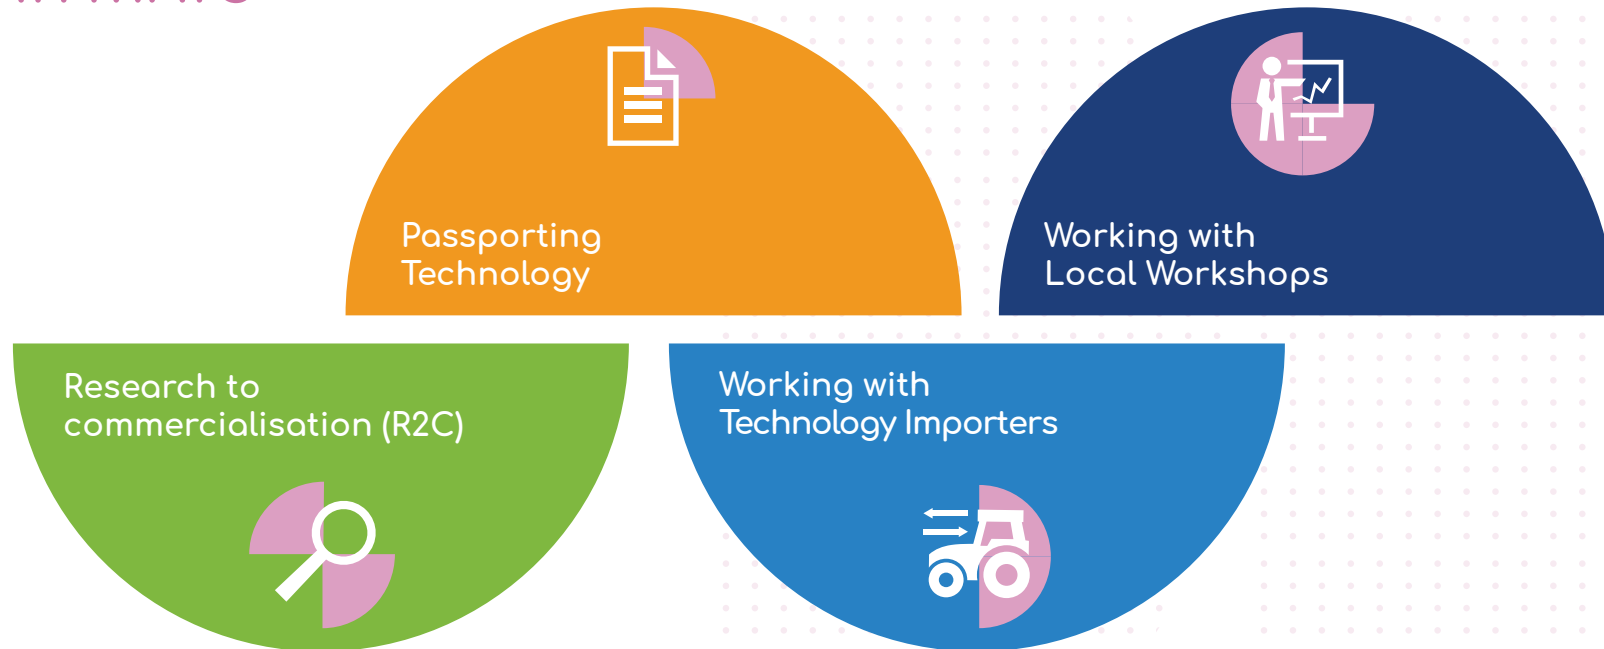 Passporting
Technology
Working with
Local Workshops
Research to
commercialisation (R2C)
Working with
Technology Importers